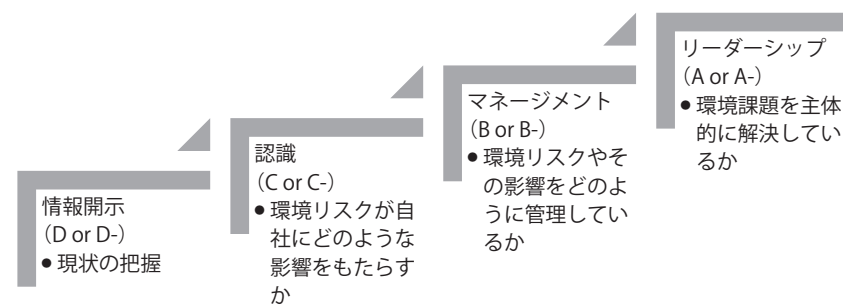 情報開示
（D or D-）
●現状の把握
認識
（C or C-）
●環境リスクが自
社にどのような
影響をもたらす
か
マネージメント
（B or B-）
●環境リスクやそ
の影響をどのよ
うに管理してい
るか
リーダーシップ
（A or A-）
●環境課題を主体
的に解決してい
るか